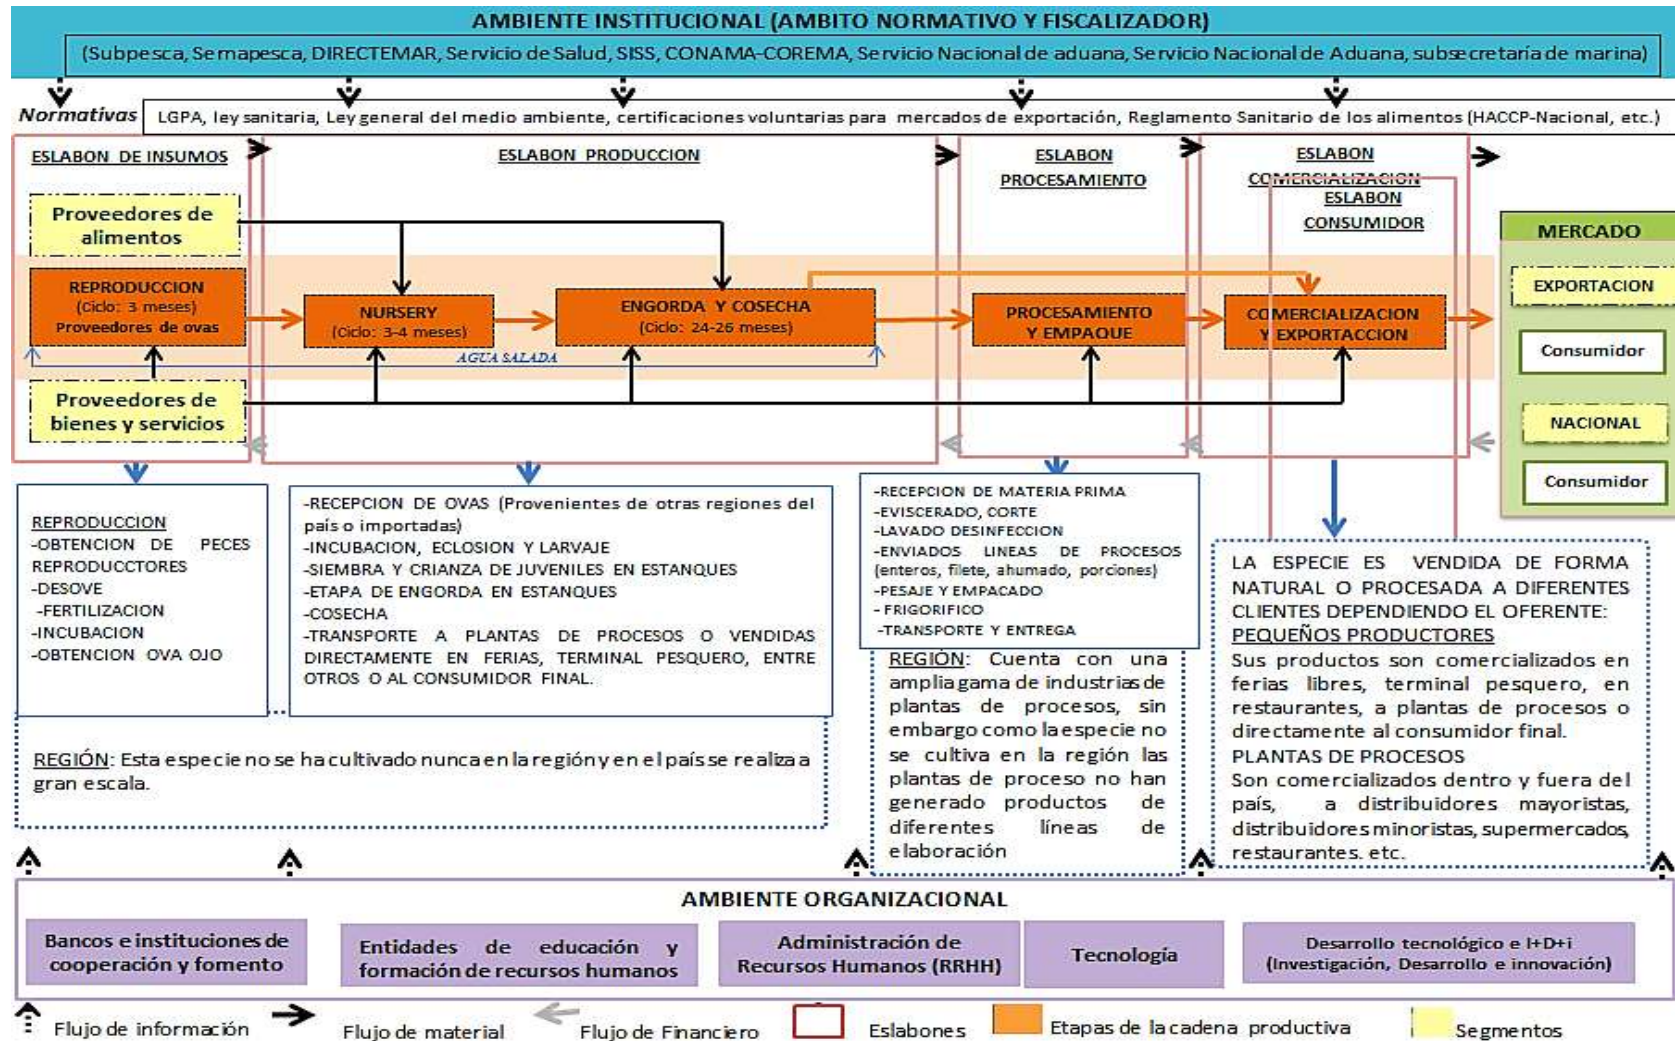 AMBIENTE INSTITUCIONAL (AMBITO NORMATIVO Y FISCALIZADOR)
(Subpesca, Sernapesca, DIRECTEMAR, Servicio de Salud, SISS, CONAMA-COREMA, Servicio Nacional de aduana, Servicio Nacional de Aduana, subsecretaría de marina)
Normativas
LGPA, ley sanitaria, Ley general del medio ambiente, certificaciones voluntarias para mercados de exportación, Reglamento Sanitario de los alimentos (HACCP-Nacional, etc.)
ESLABON DE INSUMOS
ESLABON PRODUCCION
ESLABON
PROCESAMIENTO
ESLABON
COMERCIALIZACION
ESLABON
CONSUMIDOR
Proveedores de
alimentos
REPRODUCCION
(Ciclo: 3 meses)
Proveedores de ovas
NURSERY
(Ciclo: 3-4 meses)
ENGORDA Y COSECHA
(Ciclo: 24-26 meses)
PROCESAMIENTO
Y EMPAQUE
COMERCIALIZACION
Y EXPORTACCION
AGUA SALADA
Proveedores de
bienes y servicios
MERCADO
EXPORTACION
Consumidor
NACIONAL
Consumidor
REPRODUCCION
-OBTENCION DE PECES
REPRODUCCTORES
-DESOVE
-FERTILIZACION
-INCUBACION
-OBTENCION OVA OJO
-RECEPCION DE OVAS (Provenientes de otras regiones del
país o importadas)
-INCUBACION, ECLOSION Y LARVAJE
-SIEMBRA Y CRIANZA DE JUVENILES EN ESTANQUES
-ETAPA DE ENGORDA EN ESTANQUES
-COSECHA
-TRANSPORTE A PLANTAS DE PROCESOS O VENDIDAS
DIRECTAMENTE EN FERIAS, TERMINAL PESQUERO, ENTRE
OTROS O AL CONSUMIDOR FINAL.
REGIÓN: Esta especie no se ha cultivado nunca en la región y en el país se realiza a
gran escala.
-RECEPCION DE MATERIA PRIMA
-EVISCERADO, CORTE
-LAVADO DESINFECCION
-ENVIADOS LINEAS DE PROCESOS
(enteros, filete, ahumado, porciones)
-PESAJE Y EMPACADO
- FRIGORIFICO
-TRANSPORTE Y ENTREGA
REGIÓN: Cuenta con una
amplia gama de industrias de
plantas de procesos, sin
embargo como la especie no
se cultiva en la región las
plantas de proceso no han
generado productos de
diferentes líneas de
elaboración
LA ESPECIE ES VENDIDA DE FORMA
NATURAL O PROCESADA A DIFERENTES
CLIENTES DEPENDIENDO EL OFERENTE:
PEQUEÑOS PRODUCTORES
Sus productos son comercializados en
ferias libres, terminal pesquero, en
restaurantes, a plantas de procesos o
directamente al consumidor final.
PLANTAS DE PROCESOS
Son comercializados dentro y fuera del
país, a distribuidores mayoristas,
distribuidores minoristas, supermercados,
restaurantes. etc.
AMBIENTE ORGANIZACIONAL
Bancos e instituciones de
cooperación y fomento
Entidades de educación y
formación de recursos humanos
Administración de
Recursos Humanos (RRHH)
Tecnología
Desarrollo tecnológico e I+D+i
(Investigación, Desarrollo e innovación)
Flujo de información
Flujo de material
Flujo de Financiero
Eslabones
Etapas de la cadena productiva
Segmentos